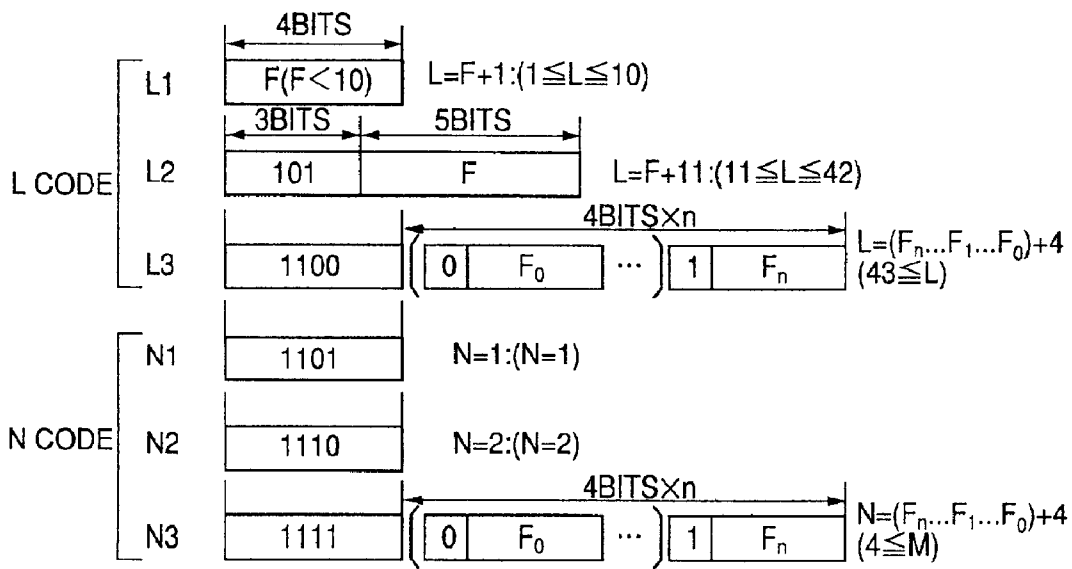 4BITS
L1 F(F<10) L=F+1:(1≦L≦10)
3BITS 5BITS
L CODE L2 101 F L=F+11:(11≦L≦42)
4BITS×n
L3 1100 ( 0 F₀ ... ) 1 Fₙ L=(Fₙ...F₁...F₀)+4
(43≦L)
N1 1101 N=1:(N=1)
N CODE N2 1110 N=2:(N=2)
4BITS×n
N3 1111 ( 0 F₀ ... ) 1 Fₙ N=(Fₙ...F₁...F₀)+4
(4≦M)